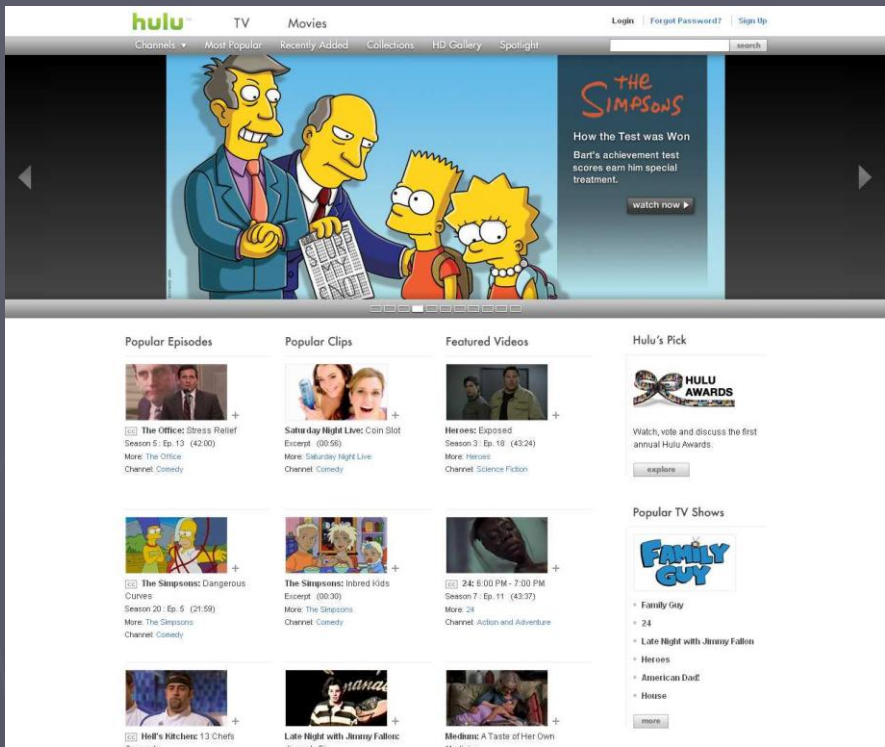 hulu TV Movies Login Forgot Password? Sign Up
Channels Most Popular Recently Added Collections HD Gallery Spotlight search
THE
SIMPSONS
How the Test was Won
Bart's achievement test
scores earn him special
treatment.
watch now
Popular Episodes
The Office: Stress Relief
Season 5 : Ep. 13 (42:00)
More: The Office
Channel: Comedy
cc The Simpsons: Dangerous
Curves
Season 20 : Ep. 5 (21:59)
More: The Simpsons
Channel: Comedy
cc Hell's Kitchen: 13 Chefs
Popular Clips
Saturday Night Live: Coin Slot
Excerpt (00:56)
More: Saturday Night Live
Channel: Comedy
The Simpsons: Inbred Kids
Excerpt (00:30)
More: The Simpsons
Channel: Comedy
Late Night with Jimmy Fallon:
Featured Videos
Heroes: Exposed
Season 3 : Ep. 18 (43:24)
More: Heroes
Channel: Science Fiction
cc 24: 6:00 PM - 7:00 PM
Season 7 : Ep. 11 (43:37)
More: 24
Channel: Action and Adventure
Medium: A Taste of Her Own
Hulu's Pick
HULU
AWARDS
Watch, vote and discuss the first
annual Hulu Awards.
explore
Popular TV Shows
FAMILY
GUY
Family Guy
24
Late Night with Jimmy Fallon
Heroes
American Dad!
House
more